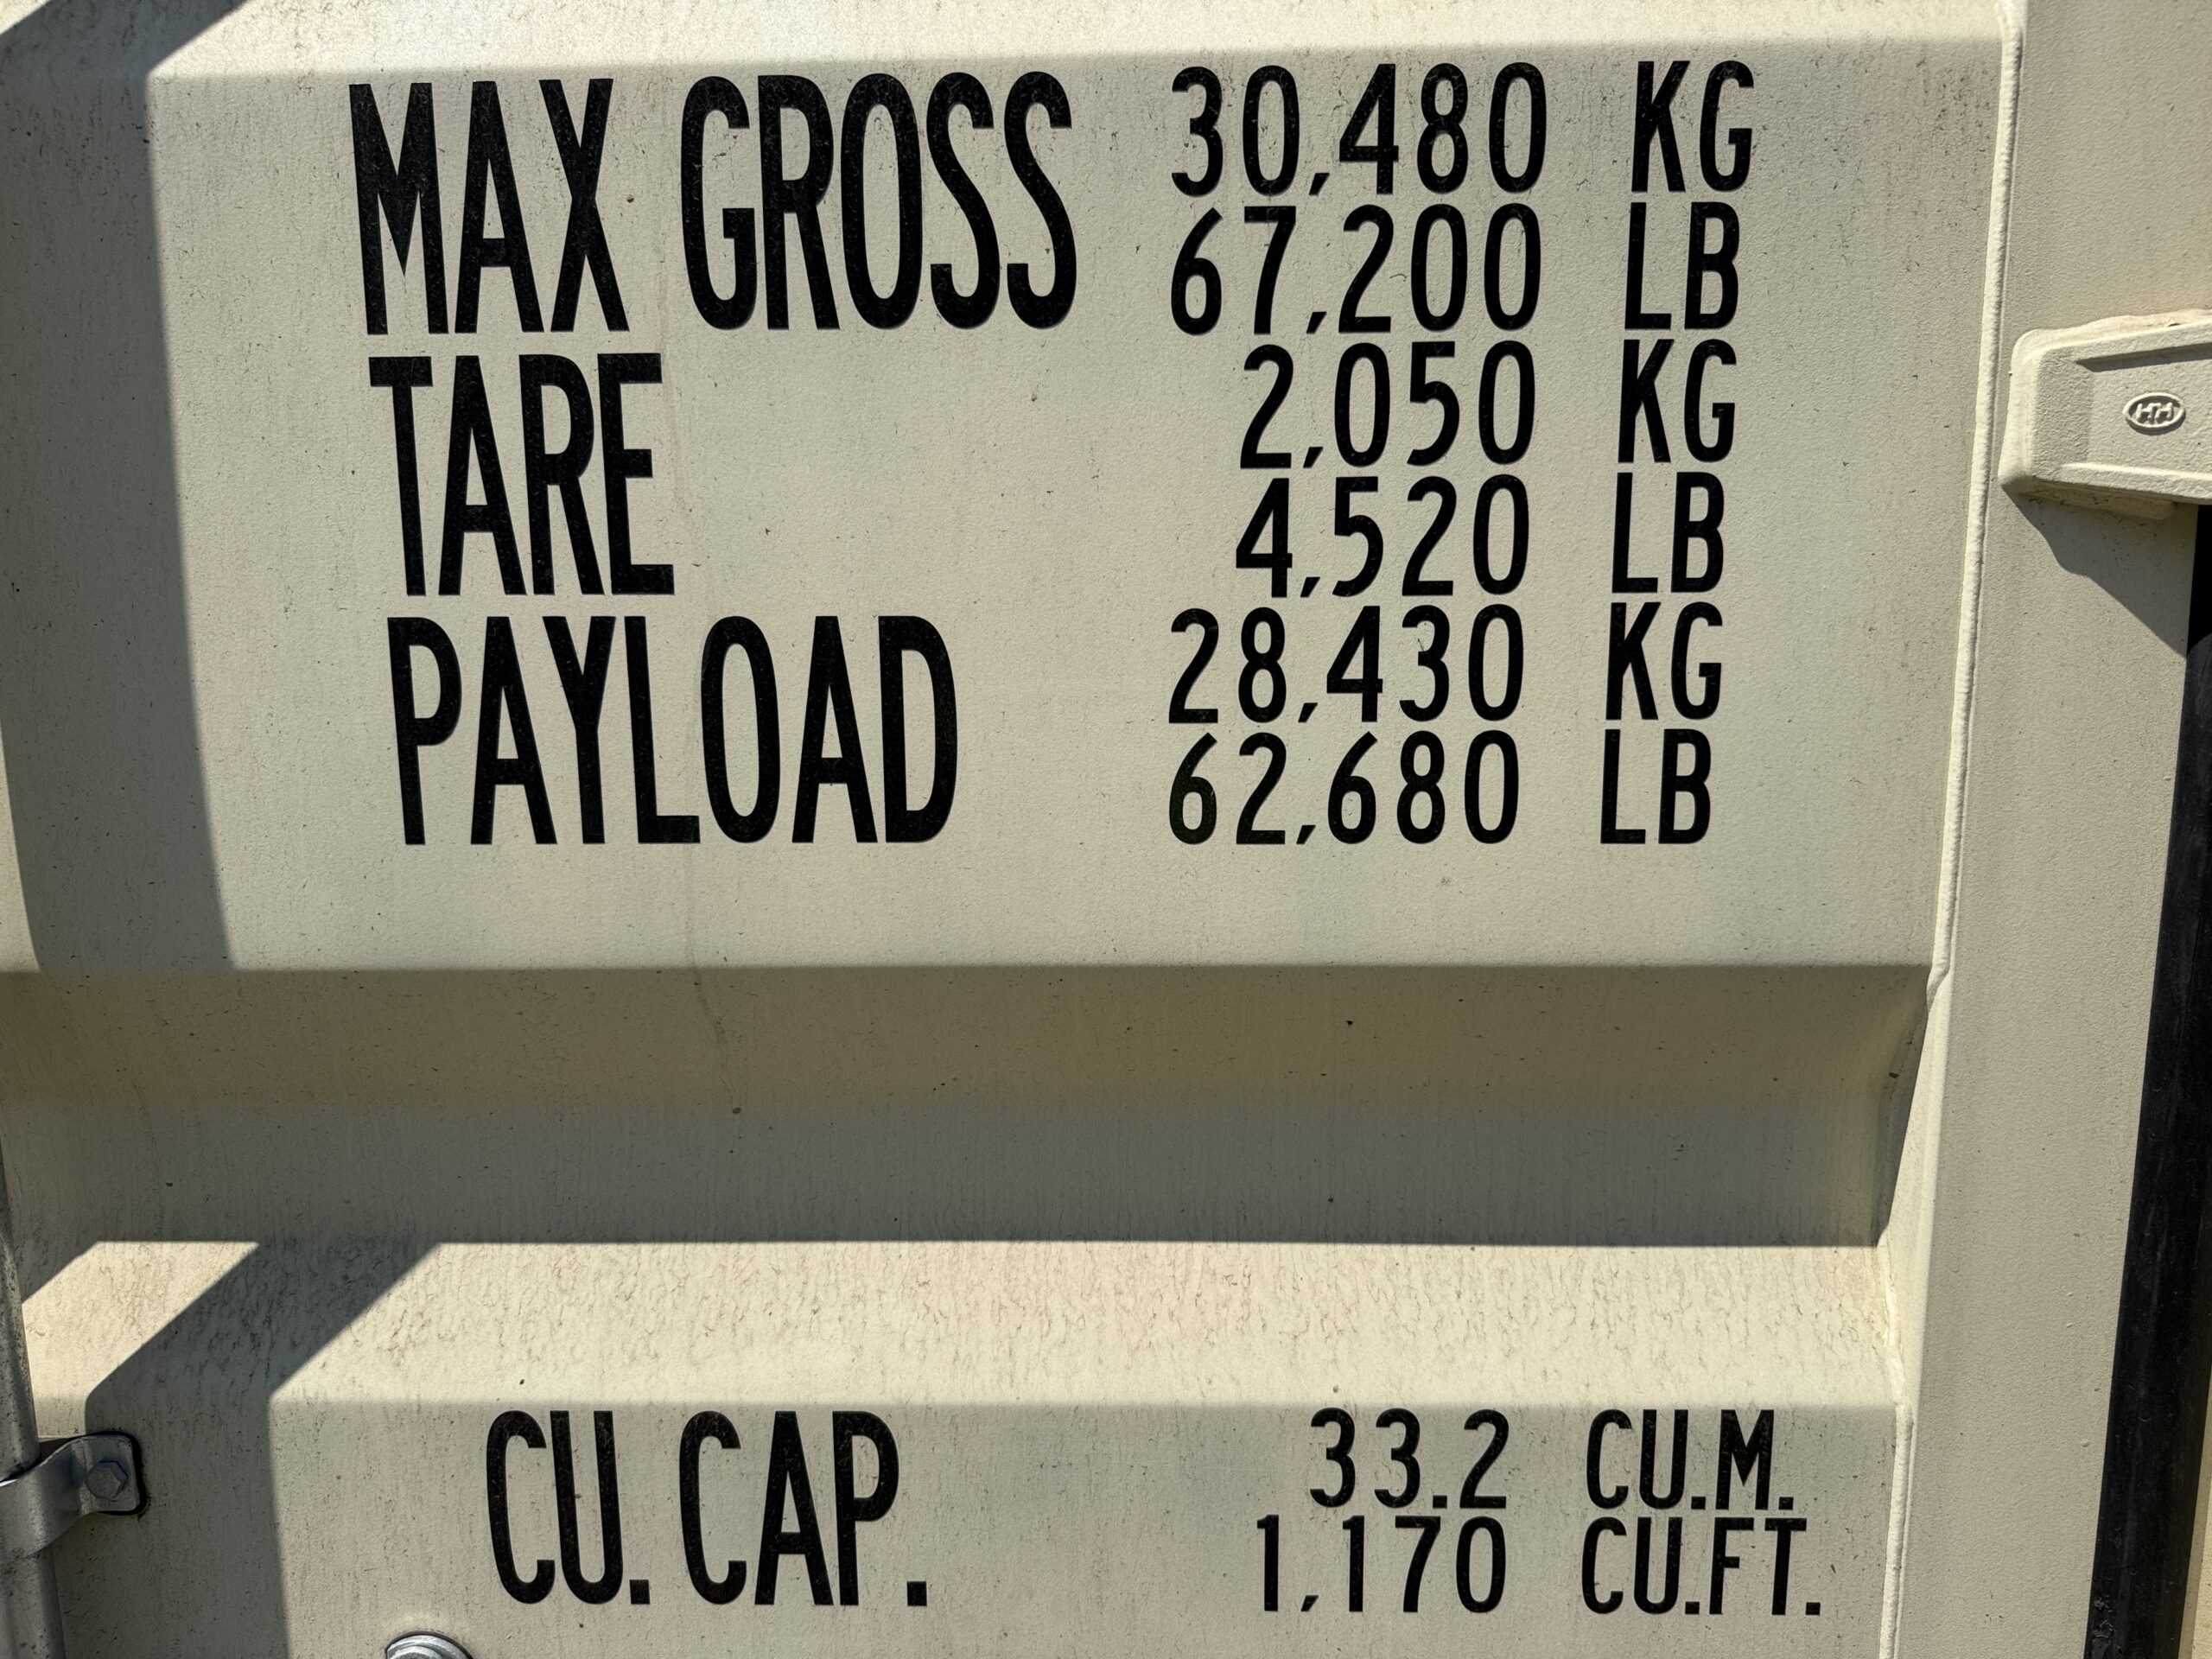 MAX GROSS 30,480 KG
67,200 LB
TARE 2,050 KG
4,520 LB
PAYLOAD 28,430 KG
62,680 LB
CU. CAP. 33.2 CU.M.
1,170 CU.FT.